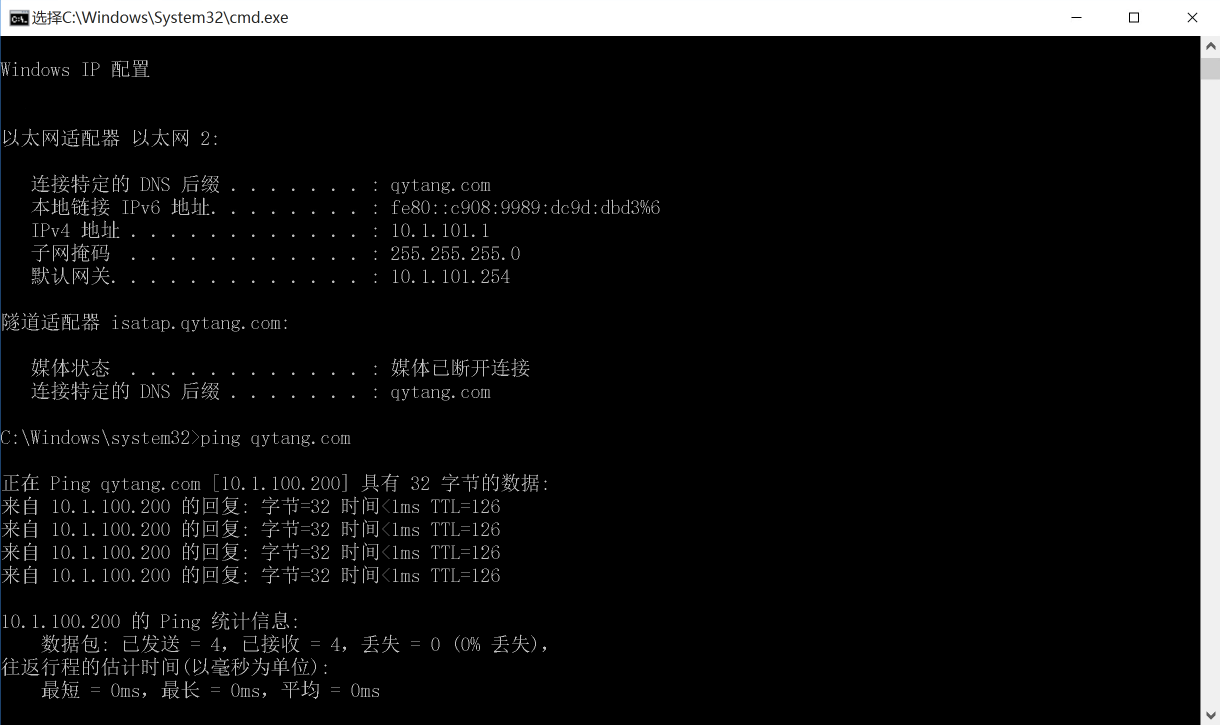 选择C:\Windows\System32\cmd.exe
Windows IP 配置
以太网适配器 以太网 2:
连接特定的 DNS 后缀 . . . . . . . : qytang.com
本地链接 IPv6 地址. . . . . . . . : fe80::c908:9989:dc9d:dbd3%6
IPv4 地址 . . . . . . . . . . . . : 10.1.101.1
子网掩码  . . . . . . . . . . . . : 255.255.255.0
默认网关. . . . . . . . . . . . . : 10.1.101.254
隧道适配器 isatap.qytang.com:
媒体状态  . . . . . . . . . . . . : 媒体已断开连接
连接特定的 DNS 后缀 . . . . . . . : qytang.com
C:\Windows\system32>ping qytang.com
正在 Ping qytang.com [10.1.100.200] 具有 32 字节的数据:
来自 10.1.100.200 的回复: 字节=32 时间<1ms TTL=126
来自 10.1.100.200 的回复: 字节=32 时间<1ms TTL=126
来自 10.1.100.200 的回复: 字节=32 时间<1ms TTL=126
来自 10.1.100.200 的回复: 字节=32 时间<1ms TTL=126
10.1.100.200 的 Ping 统计信息:
数据包: 已发送 = 4，已接收 = 4，丢失 = 0 (0% 丢失)，
往返行程的估计时间(以毫秒为单位):
最短 = 0ms，最长 = 0ms，平均 = 0ms